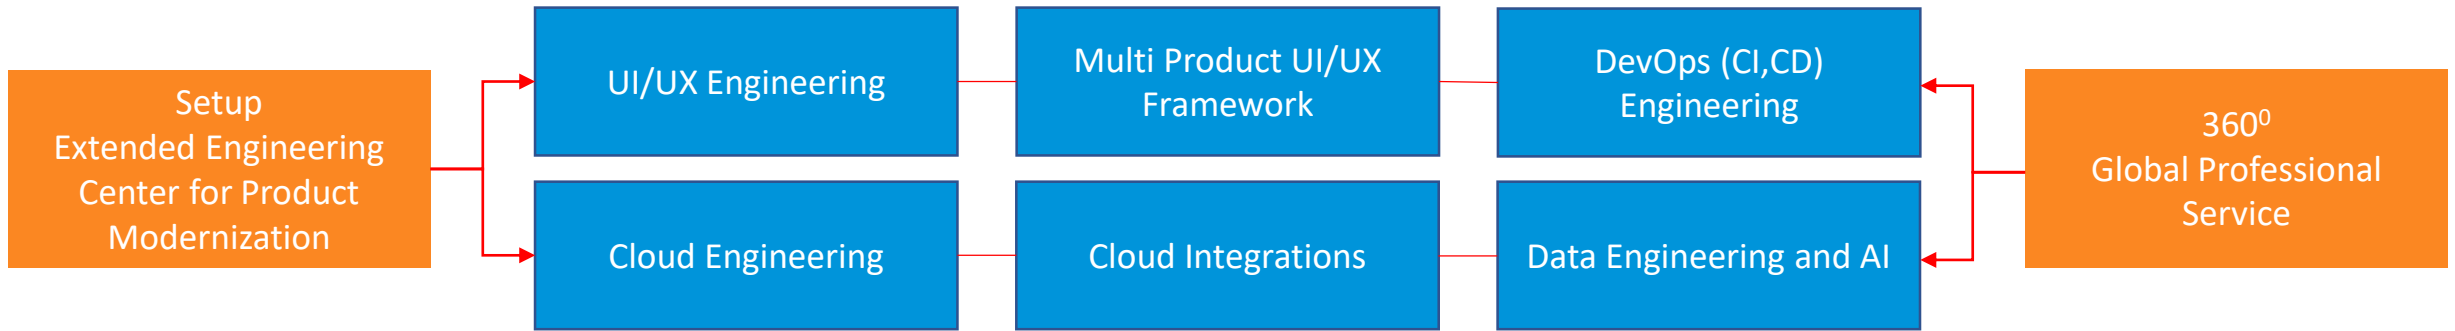 Setup
Extended Engineering
Center for Product
Modernization
UI/UX Engineering
Multi Product UI/UX
Framework
DevOps (CI,CD)
Engineering
Cloud Engineering
Cloud Integrations
Data Engineering and AI
360⁰
Global Professional
Service